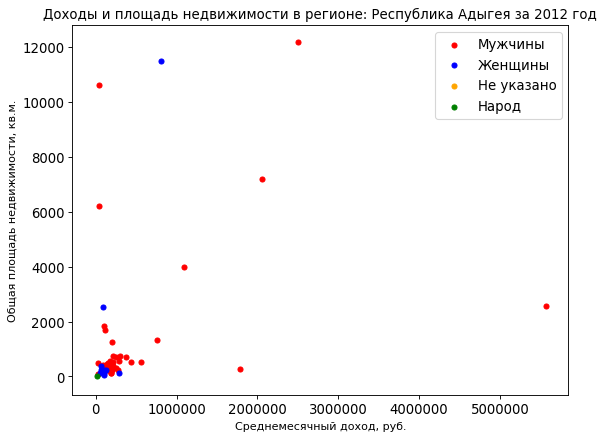 Доходы и площадь недвижимости в регионе: Республика Адыгея за 2012 год
Мужчины
Женщины
Не указано
Народ
Общая площадь недвижимости, кв.м.
12000
10000
8000
6000
4000
2000
0
0 1000000 2000000 3000000 4000000 5000000
Среднемесячный доход, руб.